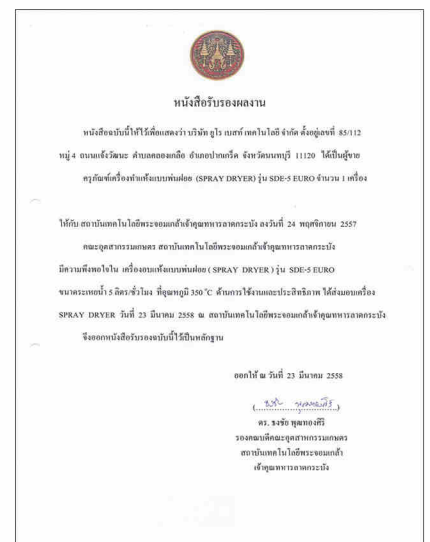 หนังสือรับรองผลงาน
หนังสือฉบับนี้ให้ไว้เพื่อแสดงว่า บริษัท ยูโร เบสท์ เทคโนโลยี จำกัด ตั้งอยู่เลขที่ 85/112
หมู่ 4 ถนนแจ้งวัฒนะ ตำบลคลองเกลือ อำเภอปากเกร็ด จังหวัดนนทบุรี 11120 ได้เป็นผู้ขาย
ครุภัณฑ์เครื่องทำแห้งแบบพ่นฝอย (SPRAY DRYER) รุ่น SDE-5 EURO จำนวน 1 เครื่อง
ให้กับ สถาบันเทคโนโลยีพระจอมเกล้าเจ้าคุณทหารลาดกระบัง ลงวันที่ 24 พฤศจิกายน 2557
คณะอุตสาหกรรมเกษตร สถาบันเทคโนโลยีพระจอมเกล้าเจ้าคุณทหารลาดกระบัง
มีความพึงพอใจใน เครื่องอบแห้งแบบพ่นฝอย ( SPRAY DRYER ) รุ่น SDE-5 EURO
ขนาดระเหยน้ำ 5 ลิตร/ชั่วโมง ที่อุณหภูมิ 350 °C ด้านการใช้งานและประสิทธิภาพ ได้ส่งมอบเครื่อง
SPRAY DRYER วันที่ 23 มีนาคม 2558 ณ สถาบันเทคโนโลยีพระจอมเกล้าเจ้าคุณทหารลาดกระบัง
จึงออกหนังสือรับรองฉบับนี้ไว้เป็นหลักฐาน
ออกให้ ณ วันที่ 23 มีนาคม 2558
ดร. ธงชัย พุฒทองศิริ
รองคณบดีคณะอุตสาหกรรมเกษตร
สถาบันเทคโนโลยีพระจอมเกล้า
เจ้าคุณทหารลาดกระบัง